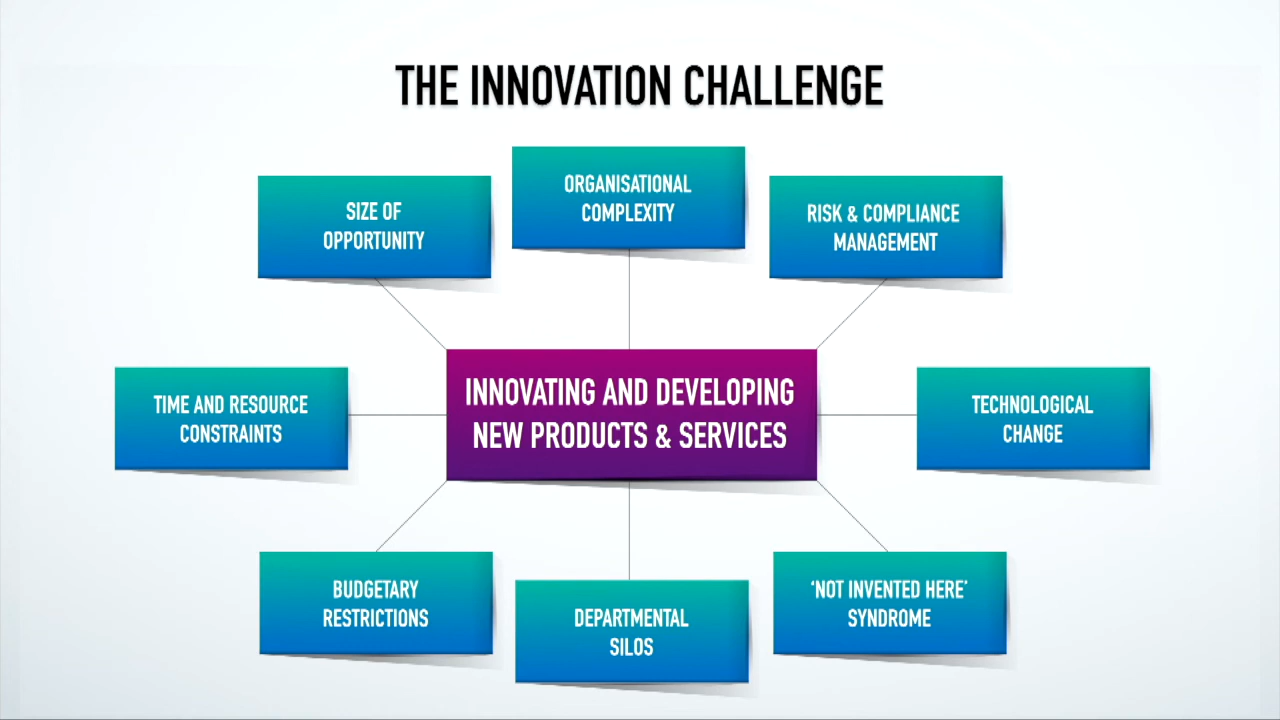 THE INNOVATION CHALLENGE
SIZE OF
OPPORTUNITY
ORGANISATIONAL
COMPLEXITY
RISK & COMPLIANCE
MANAGEMENT
TIME AND RESOURCE
CONSTRAINTS
INNOVATING AND DEVELOPING
NEW PRODUCTS & SERVICES
TECHNOLOGICAL
CHANGE
BUDGETARY
RESTRICTIONS
DEPARTMENTAL
SILOS
‘NOT INVENTED HERE’
SYNDROME